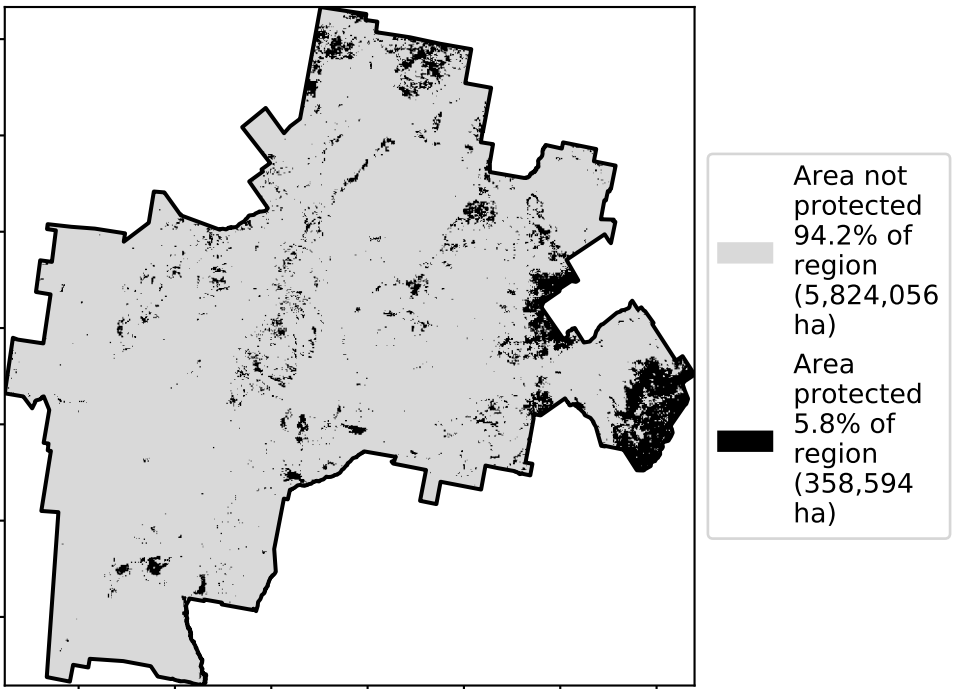 Area not
protected
94.2% of
region
(5,824,056
ha)
Area
protected
5.8% of
region
(358,594
ha)